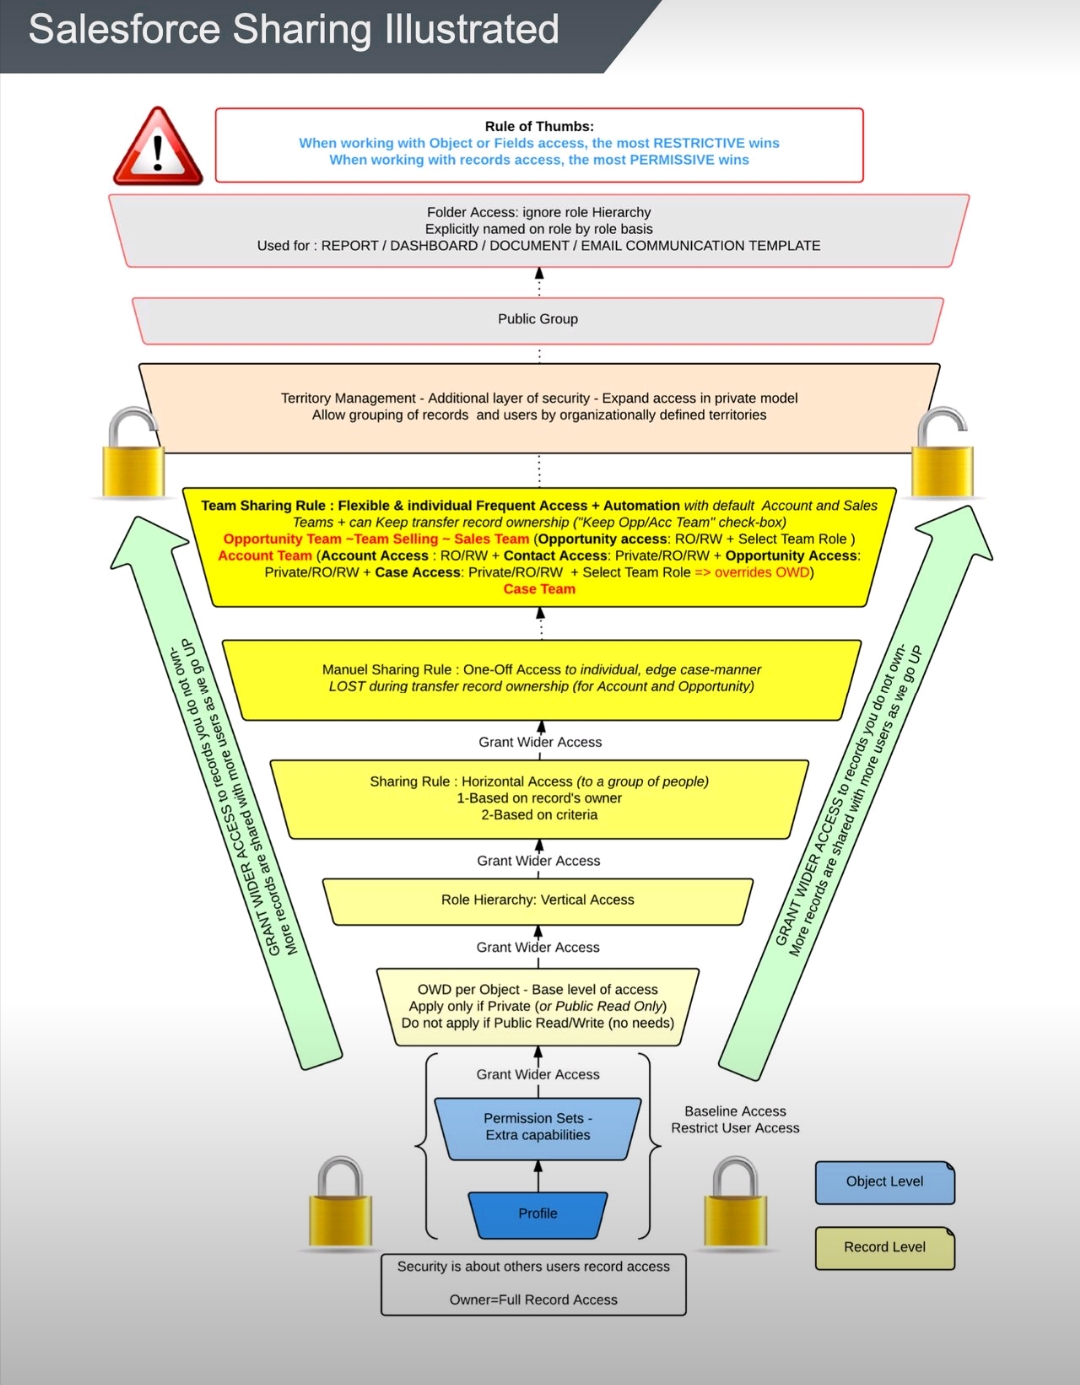 Salesforce Sharing Illustrated
Rule of Thumbs:
When working with Object or Fields access, the most RESTRICTIVE wins
When working with records access, the most PERMISSIVE wins
Folder Access: ignore role Hierarchy
Explicitly named on role by role basis
Used for : REPORT / DASHBOARD / DOCUMENT / EMAIL COMMUNICATION TEMPLATE
Public Group
Territory Management - Additional layer of security - Expand access in private model
Allow grouping of records and users by organizationally defined territories
Team Sharing Rule : Flexible & individual Frequent Access + Automation with default Account and Sales
Teams + can Keep transfer record ownership ("Keep Opp/Acc Team" check-box)
Opportunity Team ~Team Selling ~ Sales Team (Opportunity access: RO/RW + Select Team Role )
Account Team (Account Access : RO/RW + Contact Access: Private/RO/RW + Opportunity Access:
Private/RO/RW + Case Access: Private/RO/RW + Select Team Role => overrides OWD)
Case Team
Manuel Sharing Rule : One-Off Access to individual, edge case-manner
LOST during transfer record ownership (for Account and Opportunity)
Grant Wider Access
Sharing Rule : Horizontal Access (to a group of people)
1-Based on record's owner
2-Based on criteria
Grant Wider Access
Role Hierarchy: Vertical Access
Grant Wider Access
OWD per Object - Base level of access
Apply only if Private (or Public Read Only)
Do not apply if Public Read/Write (no needs)
Grant Wider Access
Permission Sets -
Extra capabilities
Profile
GRANT WIDER ACCESS to records you do not own-
More records are shared with more users as we go UP
GRANT WIDER ACCESS to records you do not own-
More records are shared with more users as we go UP
Baseline Access
Restrict User Access
Object Level
Record Level
Security is about others users record access
Owner=Full Record Access